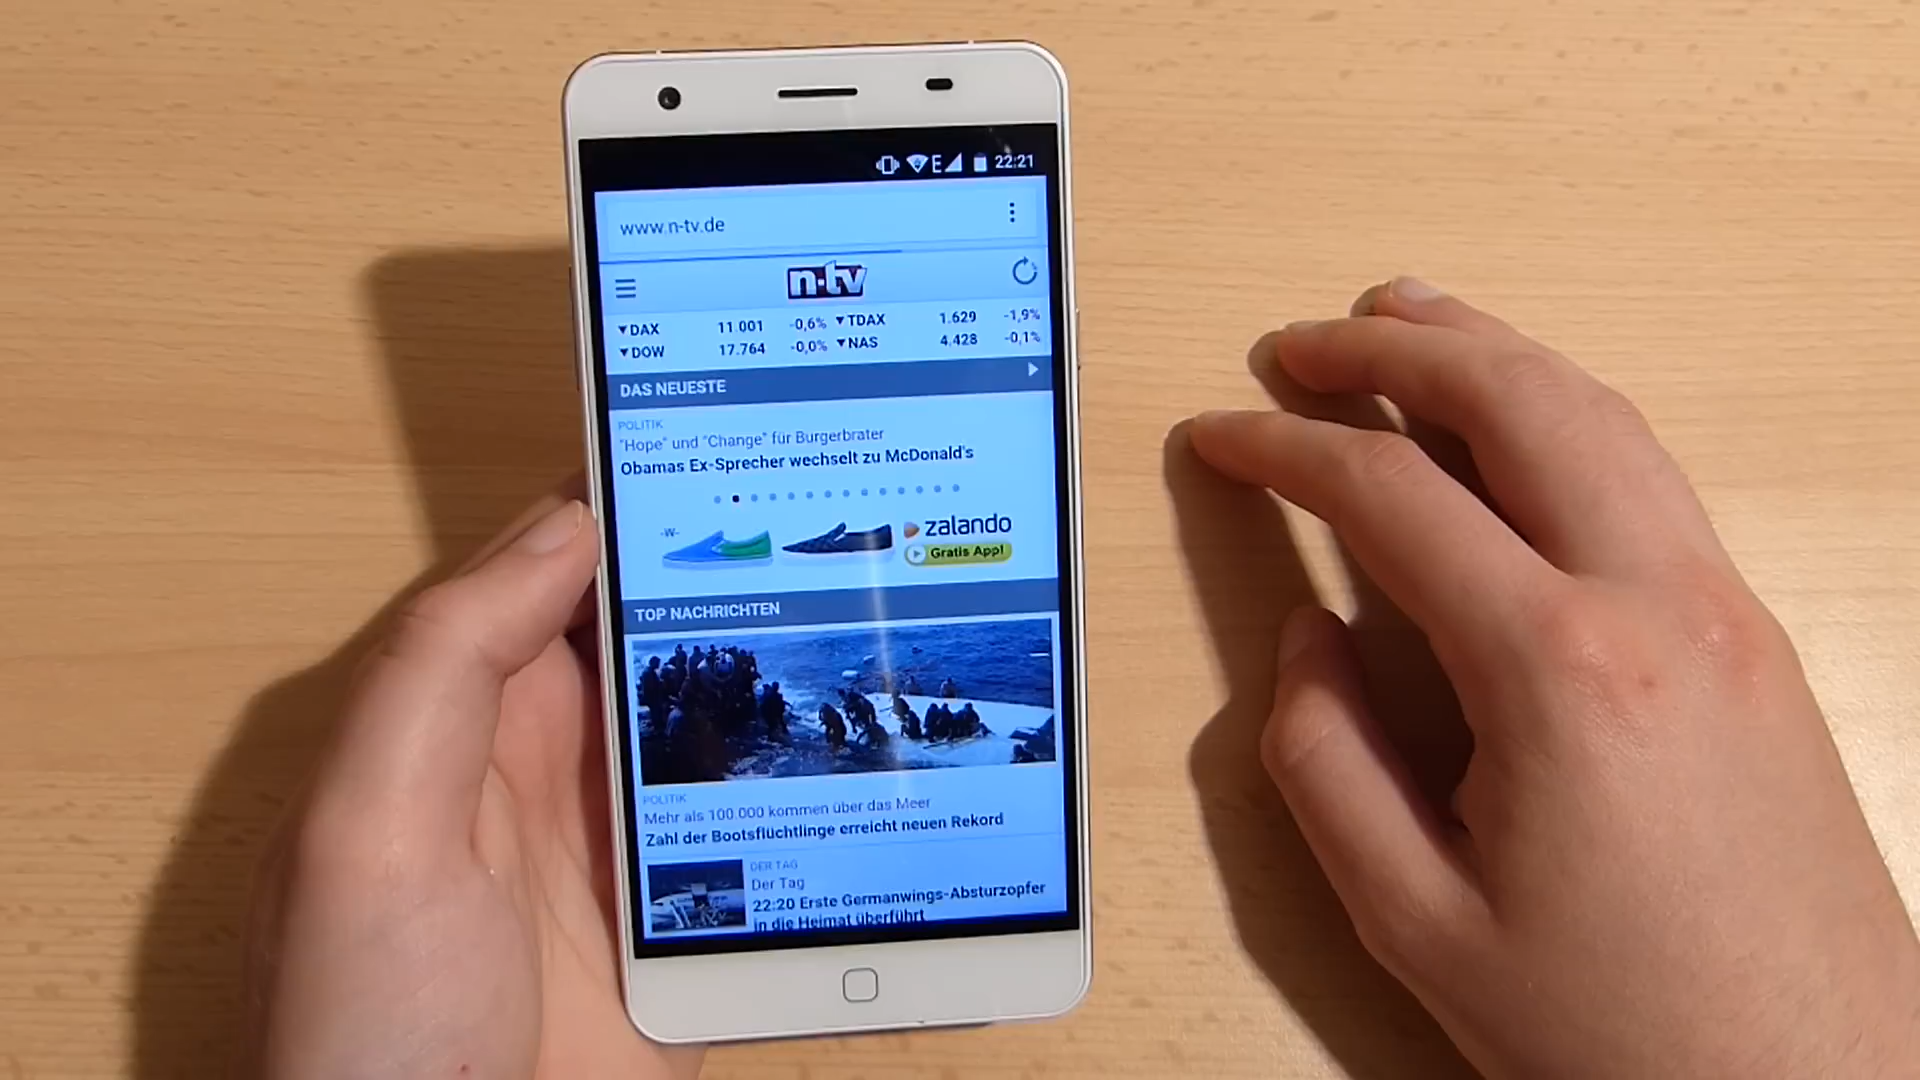 E 22:21
www.n-tv.de
n-tv
DAX 11.001 -0,6% TDAX 1.629 -1,9%
DOW 17.764 -0,0% NAS 4.428 -0,1%
DAS NEUESTE
POLITIK
"Hope" und "Change" für Burgerbrater
Obamas Ex-Sprecher wechselt zu McDonald's
-W-
zalando
Gratis App!
TOP NACHRICHTEN
POLITIK
Mehr als 100.000 kommen über das Meer
Zahl der Bootsflüchtlinge erreicht neuen Rekord
DER TAG
Der Tag
22:20 Erste Germanwings-Absturzopfer
in die Heimat überführt